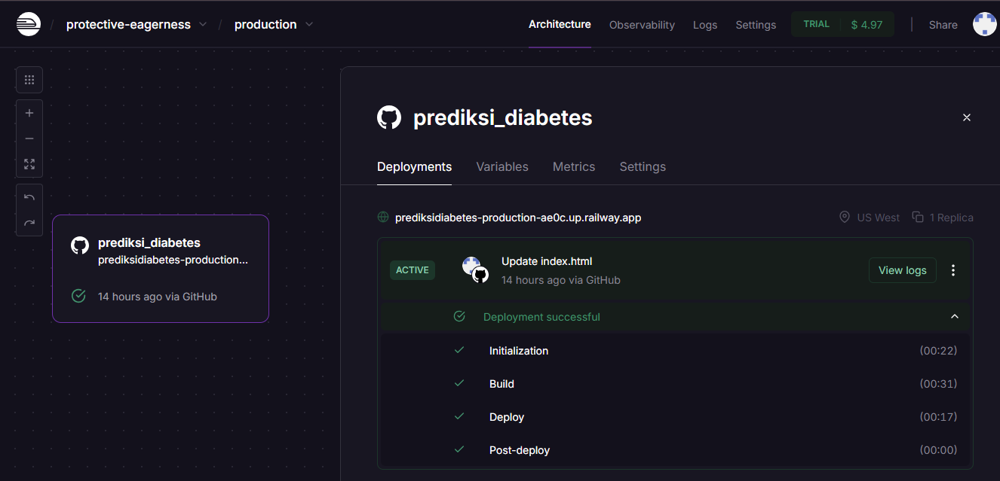 / protective-eagerness / production Architecture Observability Logs Settings TRIAL $ 4.97 Share
prediksi_diabetes
Deployments Variables Metrics Settings
prediksidiabetes-production-ae0c.up.railway.app US West 1 Replica
prediksi_diabetes
prediksidiabetes-production...
14 hours ago via GitHub
ACTIVE Update index.html View logs
14 hours ago via GitHub
Deployment successful
Initialization (00:22)
Build (00:31)
Deploy (00:17)
Post-deploy (00:00)